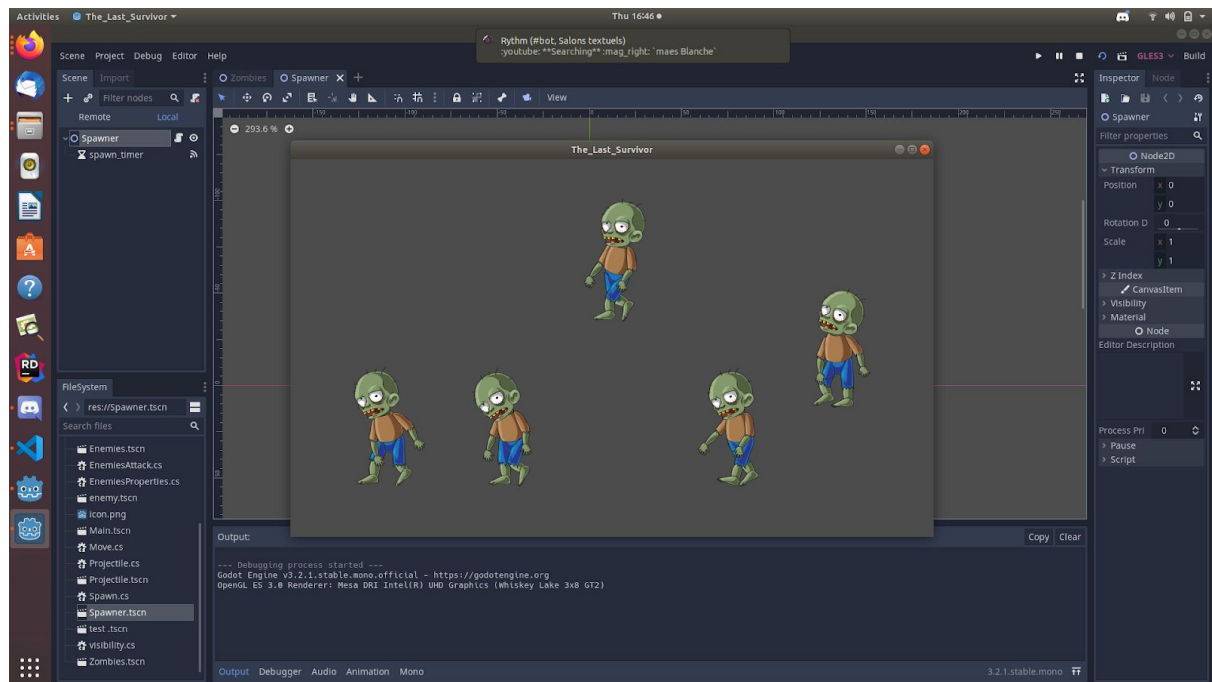 Activities The_Last_Survivor Thu 16:46
Rythm (#bot, Salons textuels)
:youtube: **Searching** :mag_right: `maes Blanche`
Scene Project Debug Editor Help
GLES3 Build
Scene Import
Zombies Spawner
Inspector Node
Filter nodes
View
Remote Local
Spawner
Filter properties
Spawner
spawn_timer
293.6 %
The_Last_Survivor
Node2D
Transform
Position x 0
y 0
Rotation D 0
Scale x 1
y 1
Z Index
CanvasItem
Visibility
Material
Node
Editor Description
Process Pri 0
Pause
Script
FileSystem
res://Spawner.tscn
Search files
Enemies.tscn
EnemiesAttack.cs
EnemiesProperties.cs
enemy.tscn
icon.png
Main.tscn
Move.cs
Projectile.cs
Projectile.tscn
Spawn.cs
Spawner.tscn
test .tscn
visibility.cs
Zombies.tscn
RD
Output:
Copy Clear
--- Debugging process started ---
Godot Engine v3.2.1.stable.mono.official - https://godotengine.org
OpenGL ES 3.0 Renderer: Mesa DRI Intel(R) UHD Graphics (Whiskey Lake 3x8 GT2)
Output Debugger Audio Animation Mono
3.2.1.stable.mono